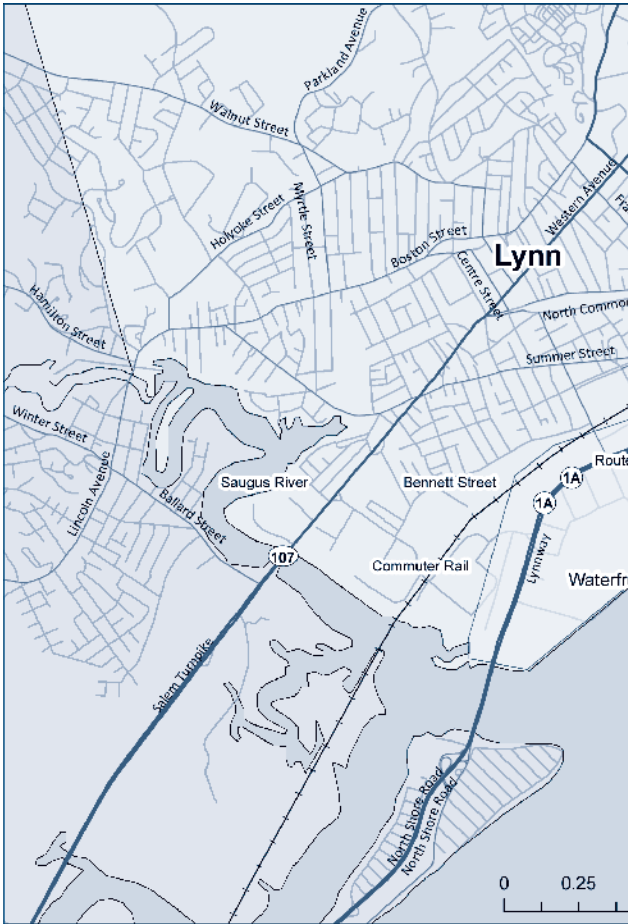 Parkland Avenue
Walnut Street
Western Avenue
Fra
Holyoke Street
Myrtle Street
Boston Street
Lynn
Centre Street
Hamilton Street
North Common
Summer Street
Winter Street
Lincoln Avenue
Ballard Street
Saugus River
Bennett Street
Route
1A
1A
107
Commuter Rail
Lynnway
Waterfr
Salem Turnpike
North Shore Road
North Shore Road
0 0.25